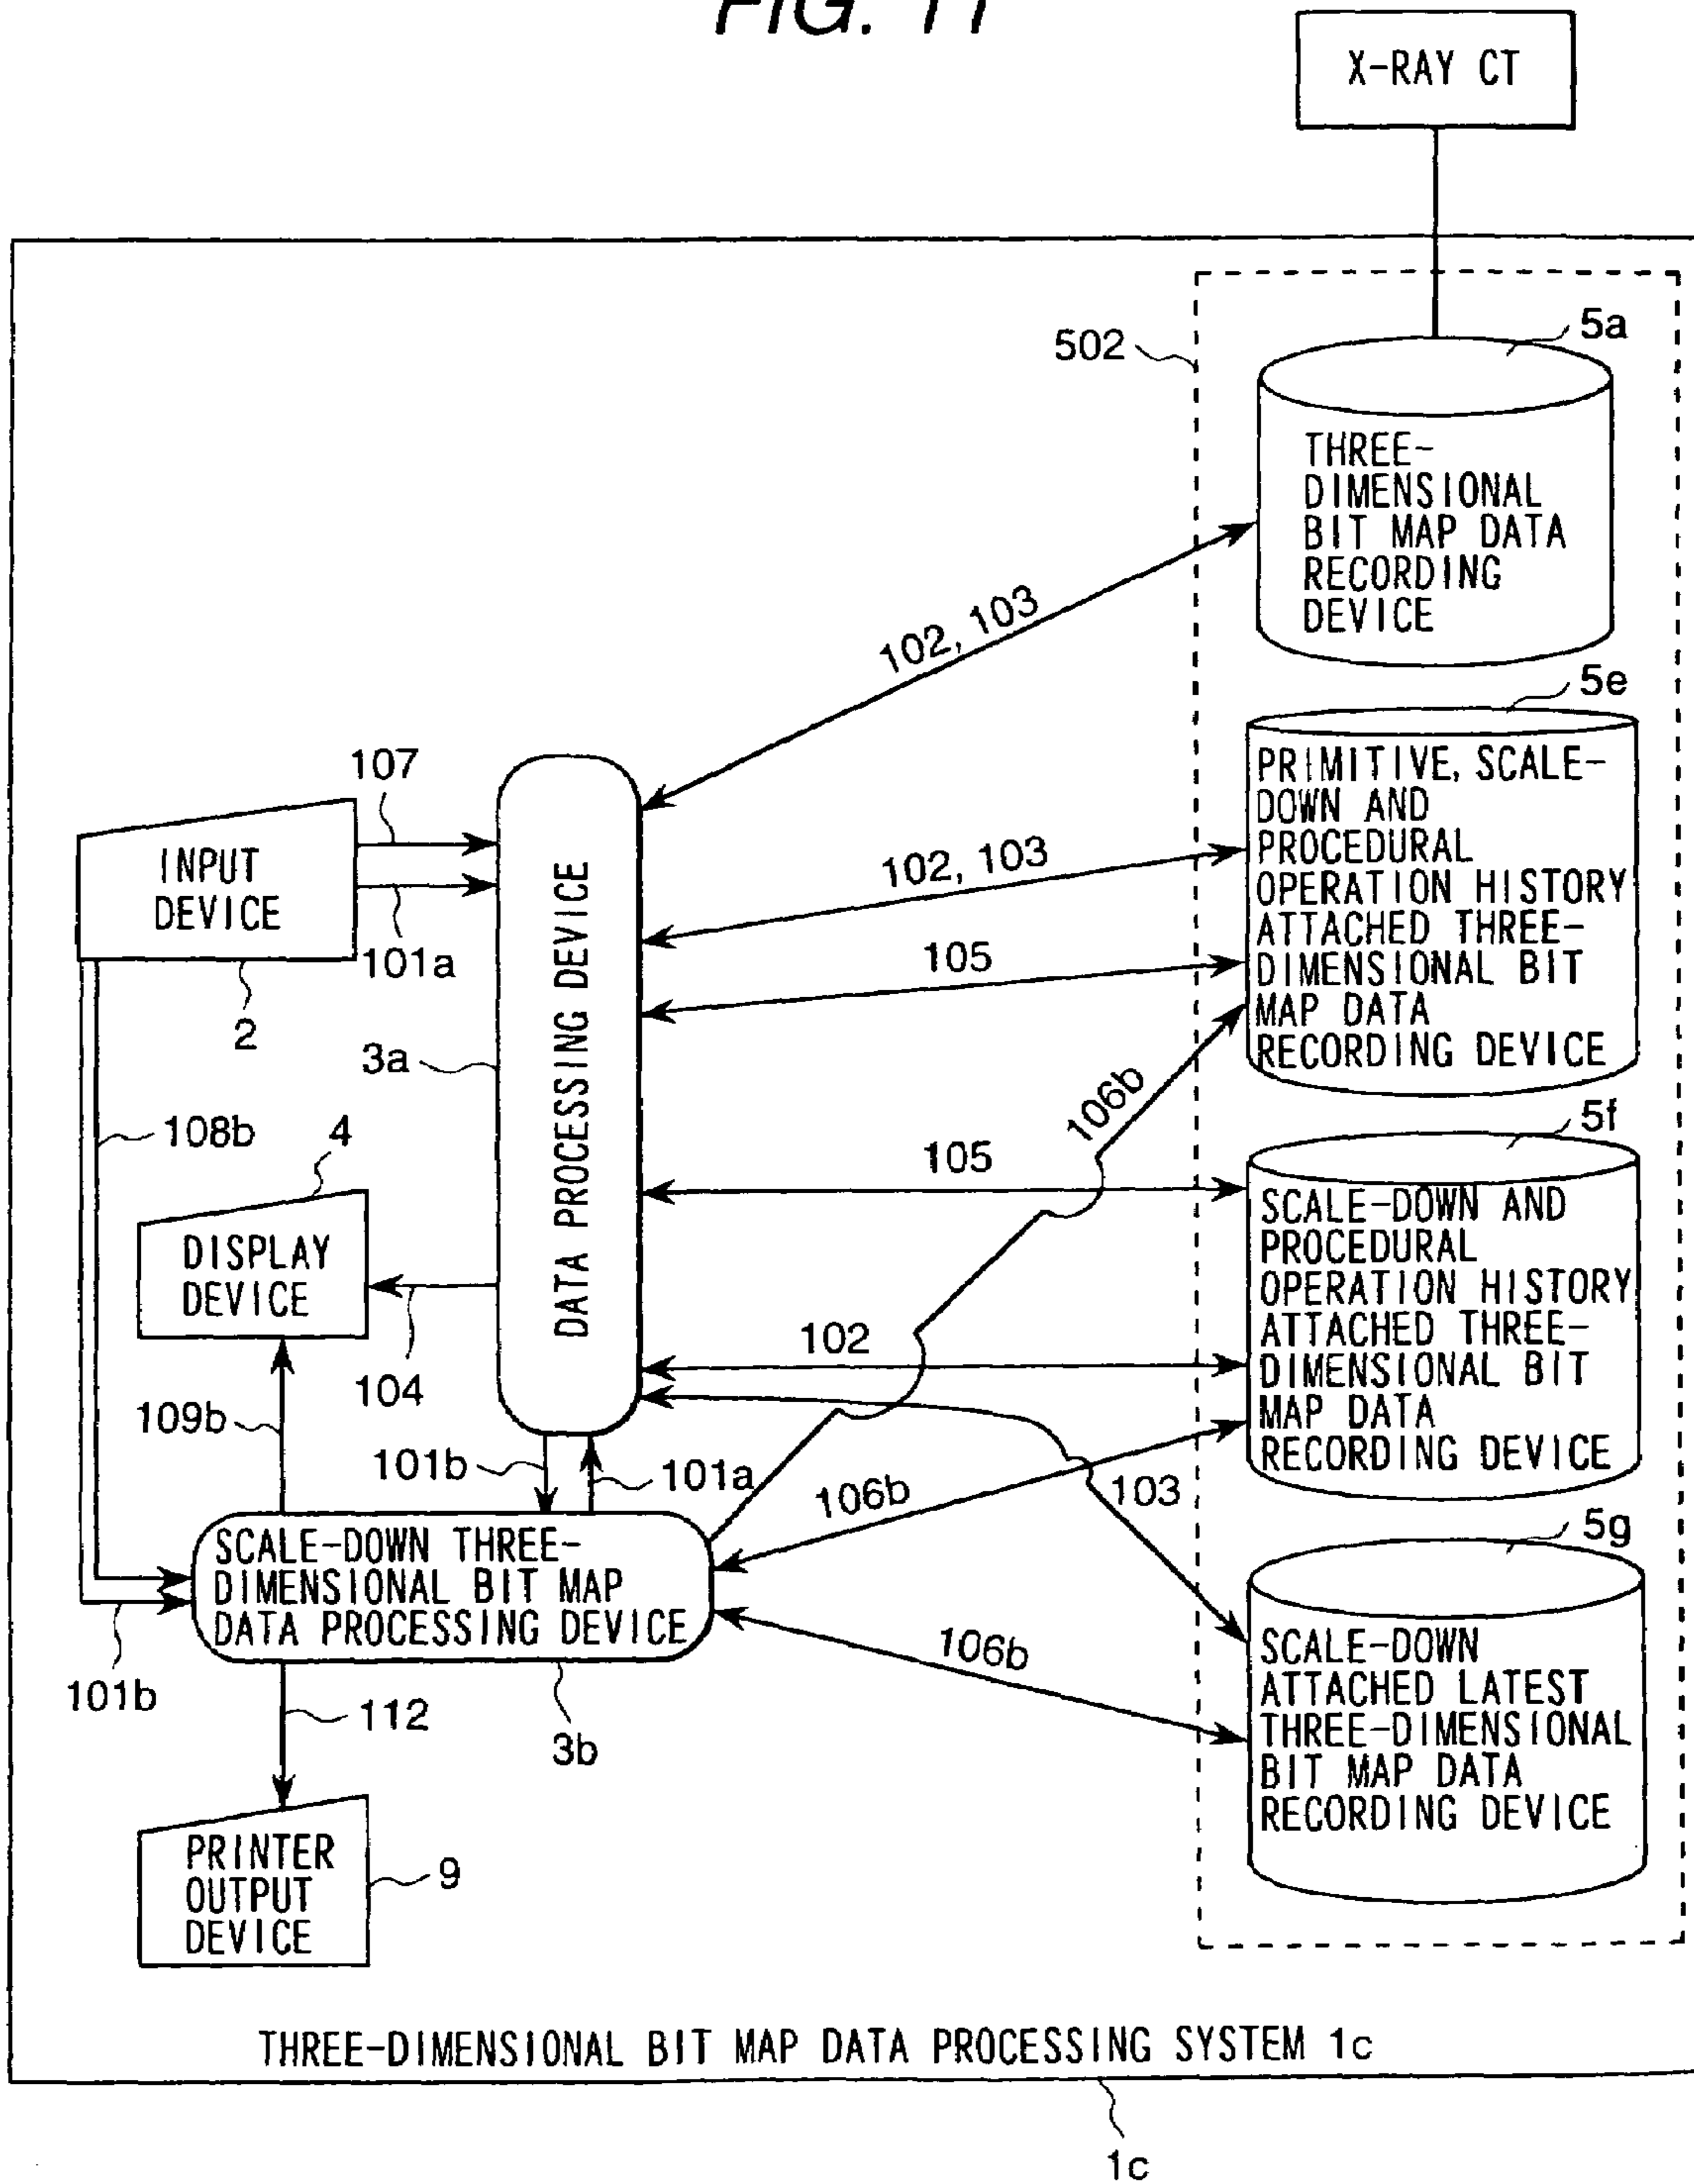 FIG. 11
X-RAY CT
502
5a
THREE-
DIMENSIONAL
BIT MAP DATA
RECORDING
DEVICE
102, 103
5e
PRIMITIVE, SCALE-
DOWN AND
PROCEDURAL
OPERATION HISTORY
ATTACHED THREE-
DIMENSIONAL BIT
MAP DATA
RECORDING DEVICE
107
INPUT
DEVICE
101a
2
DATA PROCESSING DEVICE
3a
102, 103
105
106b
108b
4
DISPLAY
DEVICE
104
109b
105
5f
SCALE-DOWN AND
PROCEDURAL
OPERATION HISTORY
ATTACHED THREE-
DIMENSIONAL BIT
MAP DATA
RECORDING DEVICE
102
101b
101a
106b
103
SCALE-DOWN THREE-
DIMENSIONAL BIT MAP
DATA PROCESSING DEVICE
101b
112
3b
106b
5g
SCALE-DOWN
ATTACHED LATEST
THREE-DIMENSIONAL
BIT MAP DATA
RECORDING DEVICE
PRINTER
OUTPUT
DEVICE
9
THREE-DIMENSIONAL BIT MAP DATA PROCESSING SYSTEM 1c
1c